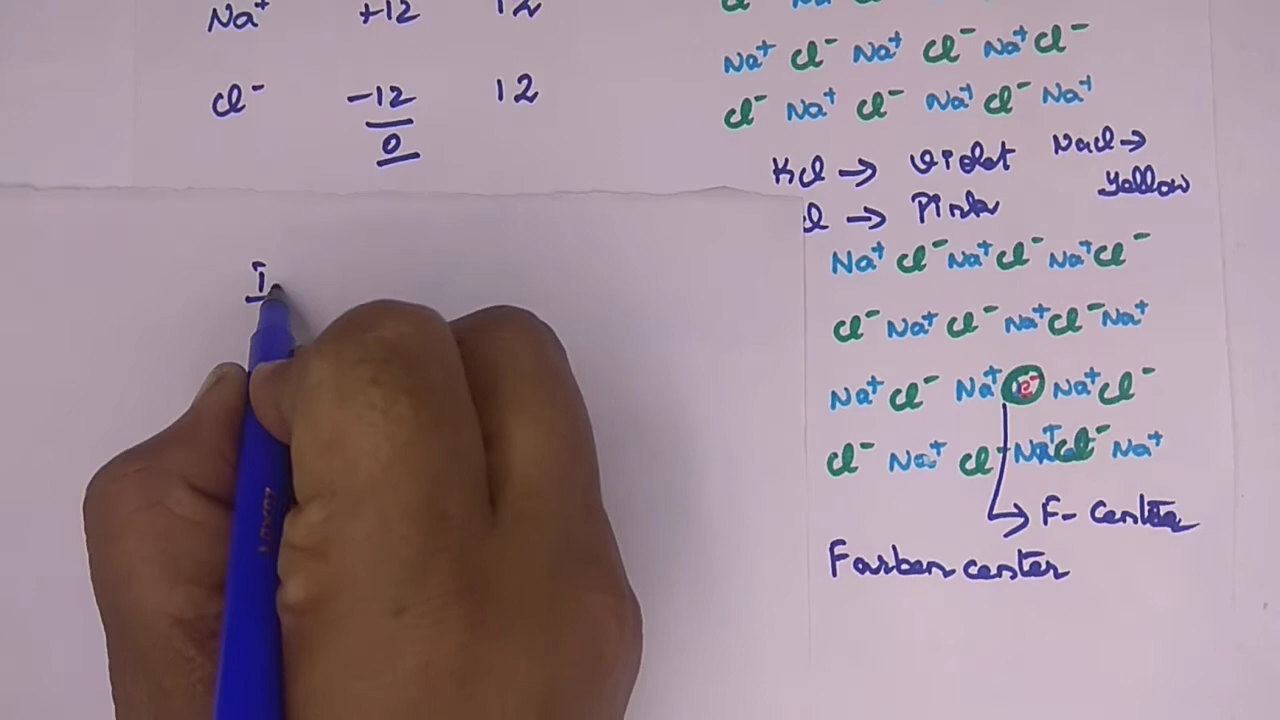 Na⁺ +12 12
Cl⁻ -12 12
0
Na⁺ Cl⁻ Na⁺ Cl⁻ Na⁺ Cl⁻
Cl⁻ Na⁺ Cl⁻ Na⁺ Cl⁻ Na⁺
KCl → Violet NaCl → Yellow
→ Pink
Na⁺ Cl⁻ Na⁺ Cl⁻ Na⁺ Cl⁻
Cl⁻ Na⁺ Cl⁻ Na⁺ Cl⁻ Na⁺
Na⁺ Cl⁻ Na⁺ e⁻ Na⁺ Cl⁻
Cl⁻ Na⁺ Cl⁻ Na⁺ Cl⁻ Na⁺
→ F- center
Farben center
I